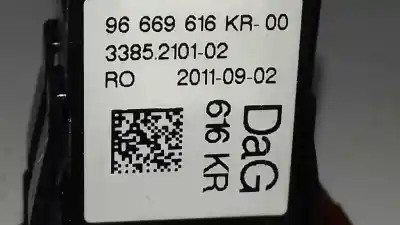 96 669 616 KR-00
3385.2101-02
RO 2011-09-02
DaG
616 KR